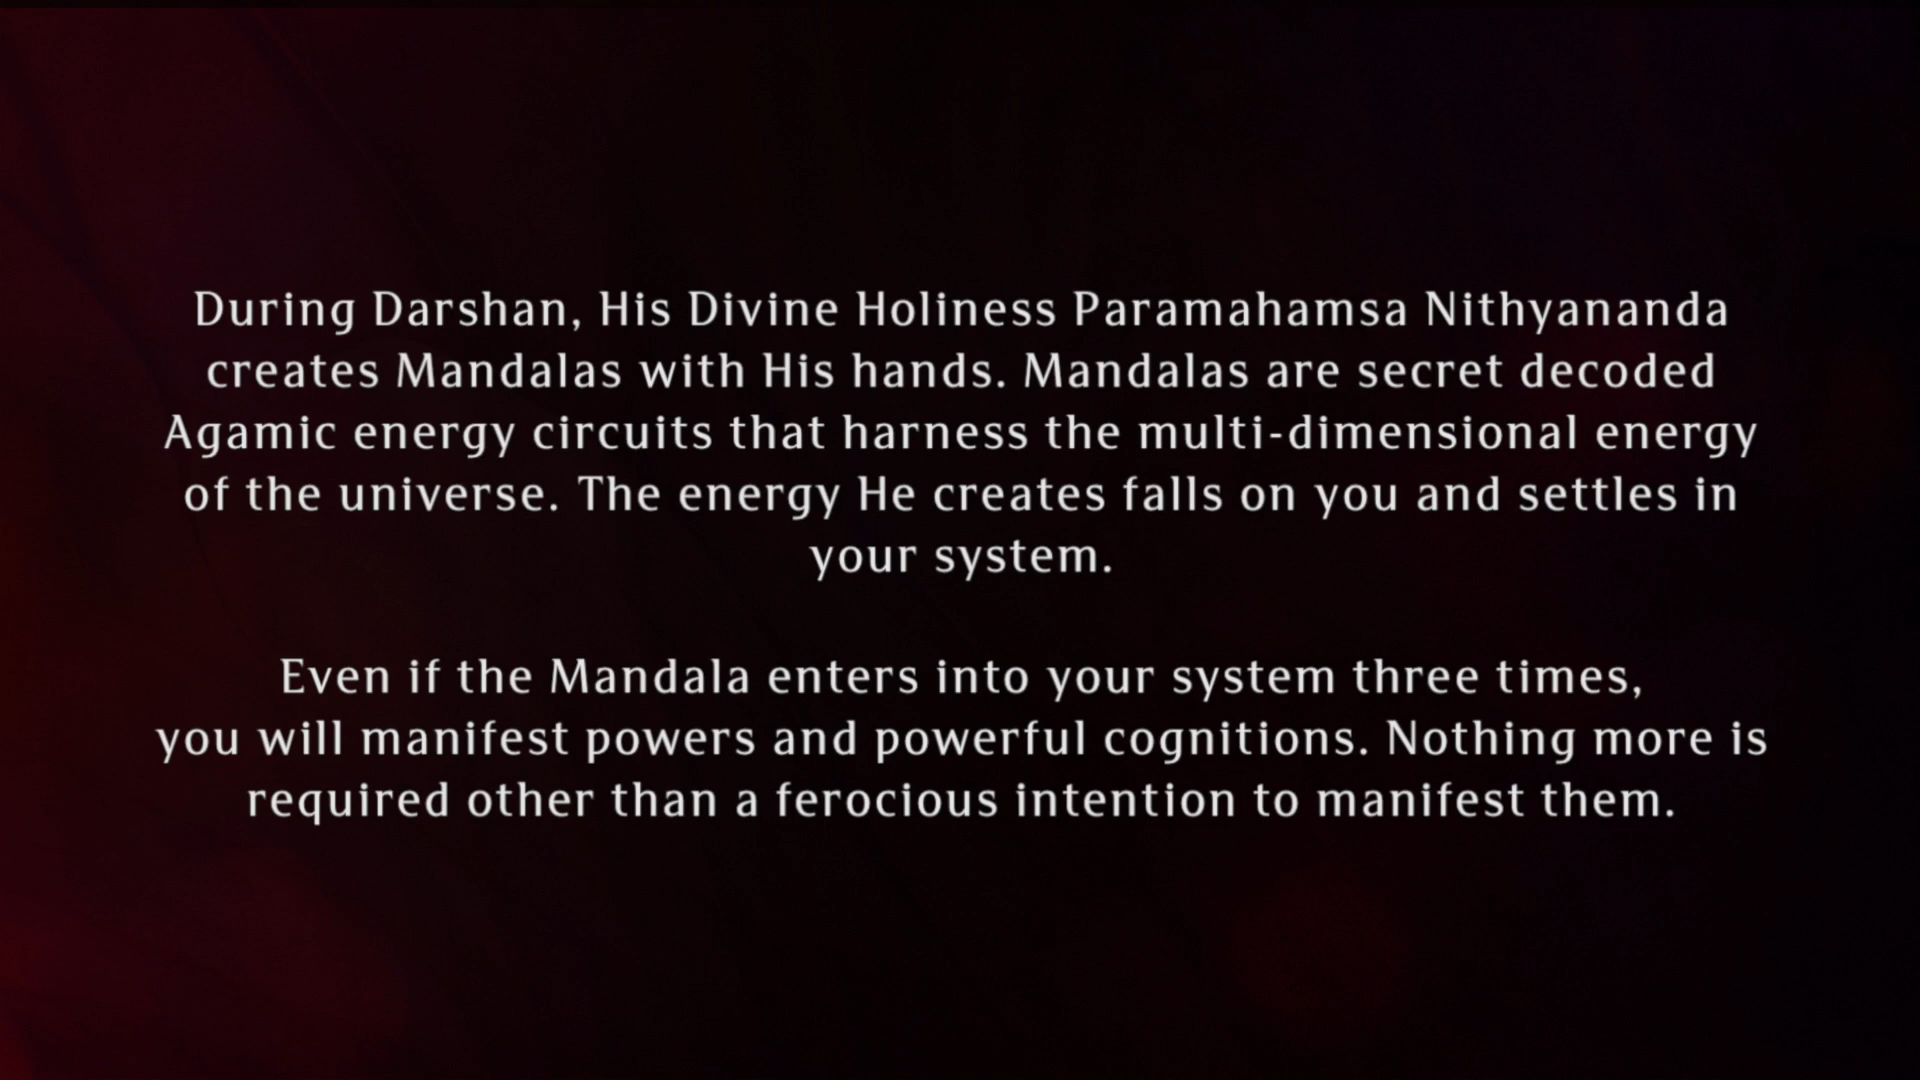 During Darshan, His Divine Holiness Paramahamsa Nithyananda
creates Mandalas with His hands. Mandalas are secret decoded
Agamic energy circuits that harness the multi-dimensional energy
of the universe. The energy He creates falls on you and settles in
your system.
Even if the Mandala enters into your system three times,
you will manifest powers and powerful cognitions. Nothing more is
required other than a ferocious intention to manifest them.